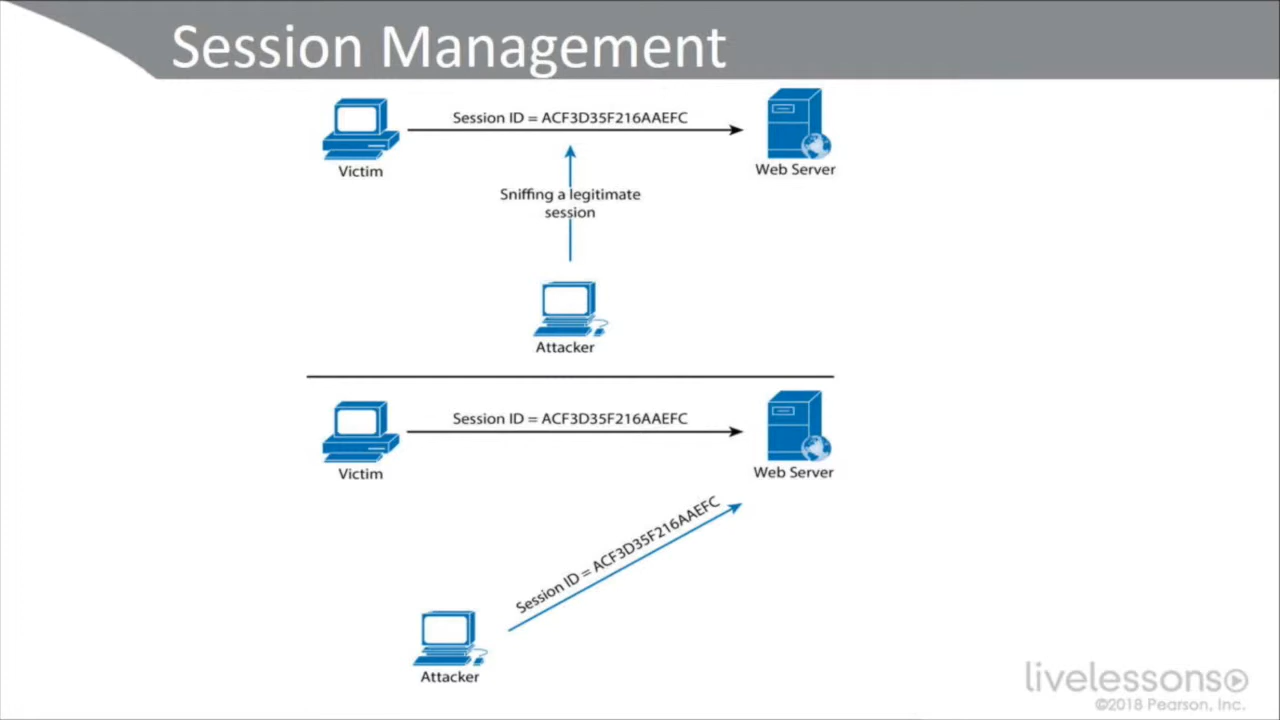 Session Management
Session ID = ACF3D35F216AAEFC
Victim
Web Server
Sniffing a legitimate
session
Attacker
Session ID = ACF3D35F216AAEFC
Victim
Web Server
Session ID = ACF3D35F216AAEFC
Attacker
livelessons
©2018 Pearson, Inc.